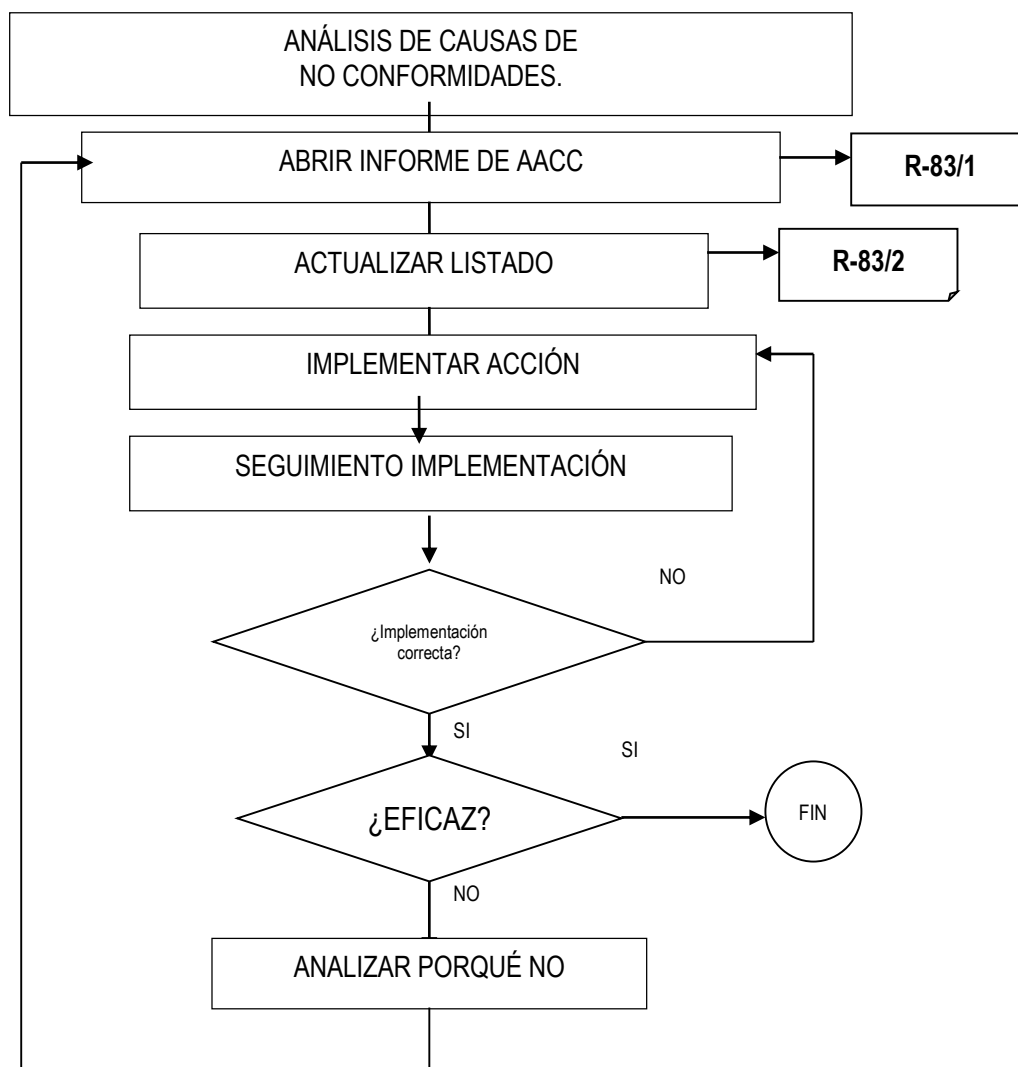 ANÁLISIS DE CAUSAS DE
NO CONFORMIDADES.
ABRIR INFORME DE AACC
R-83/1
ACTUALIZAR LISTADO
R-83/2
IMPLEMENTAR ACCIÓN
SEGUIMIENTO IMPLEMENTACIÓN
NO
¿Implementación
correcta?
SI
SI
¿EFICAZ?
FIN
NO
ANALIZAR PORQUÉ NO